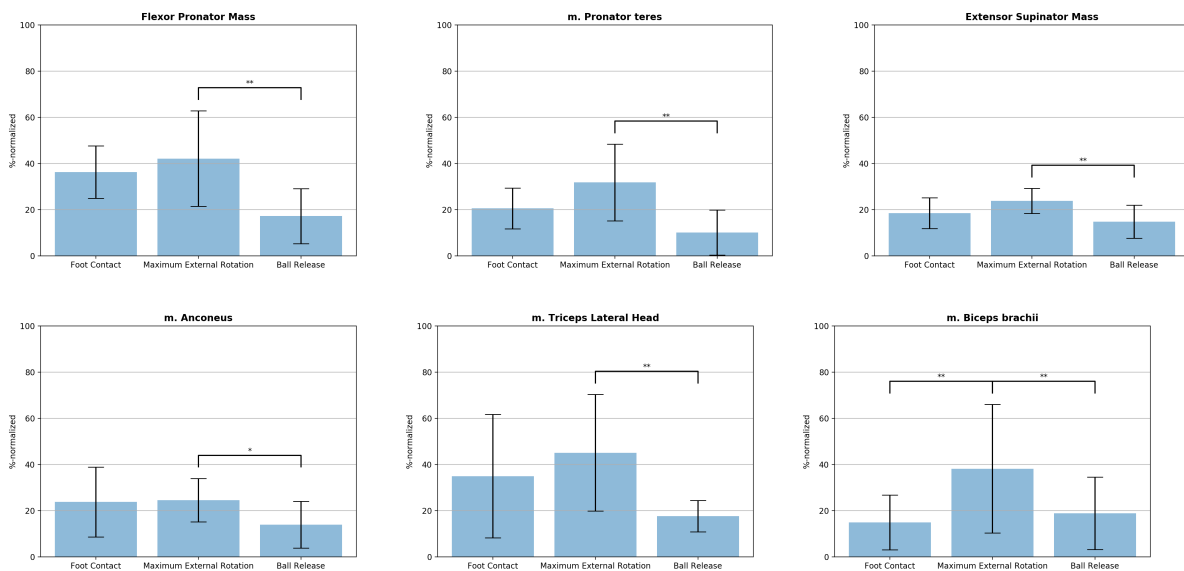 Flexor Pronator Mass
100
80
60
40
20
0
%-normalized
**
Foot Contact Maximum External Rotation Ball Release
m. Pronator teres
100
80
60
40
20
0
%-normalized
**
Foot Contact Maximum External Rotation Ball Release
Extensor Supinator Mass
100
80
60
40
20
0
%-normalized
**
Foot Contact Maximum External Rotation Ball Release
m. Anconeus
100
80
60
40
20
0
%-normalized
*
Foot Contact Maximum External Rotation Ball Release
m. Triceps Lateral Head
100
80
60
40
20
0
%-normalized
**
Foot Contact Maximum External Rotation Ball Release
m. Biceps brachii
100
80
60
40
20
0
%-normalized
** **
Foot Contact Maximum External Rotation Ball Release